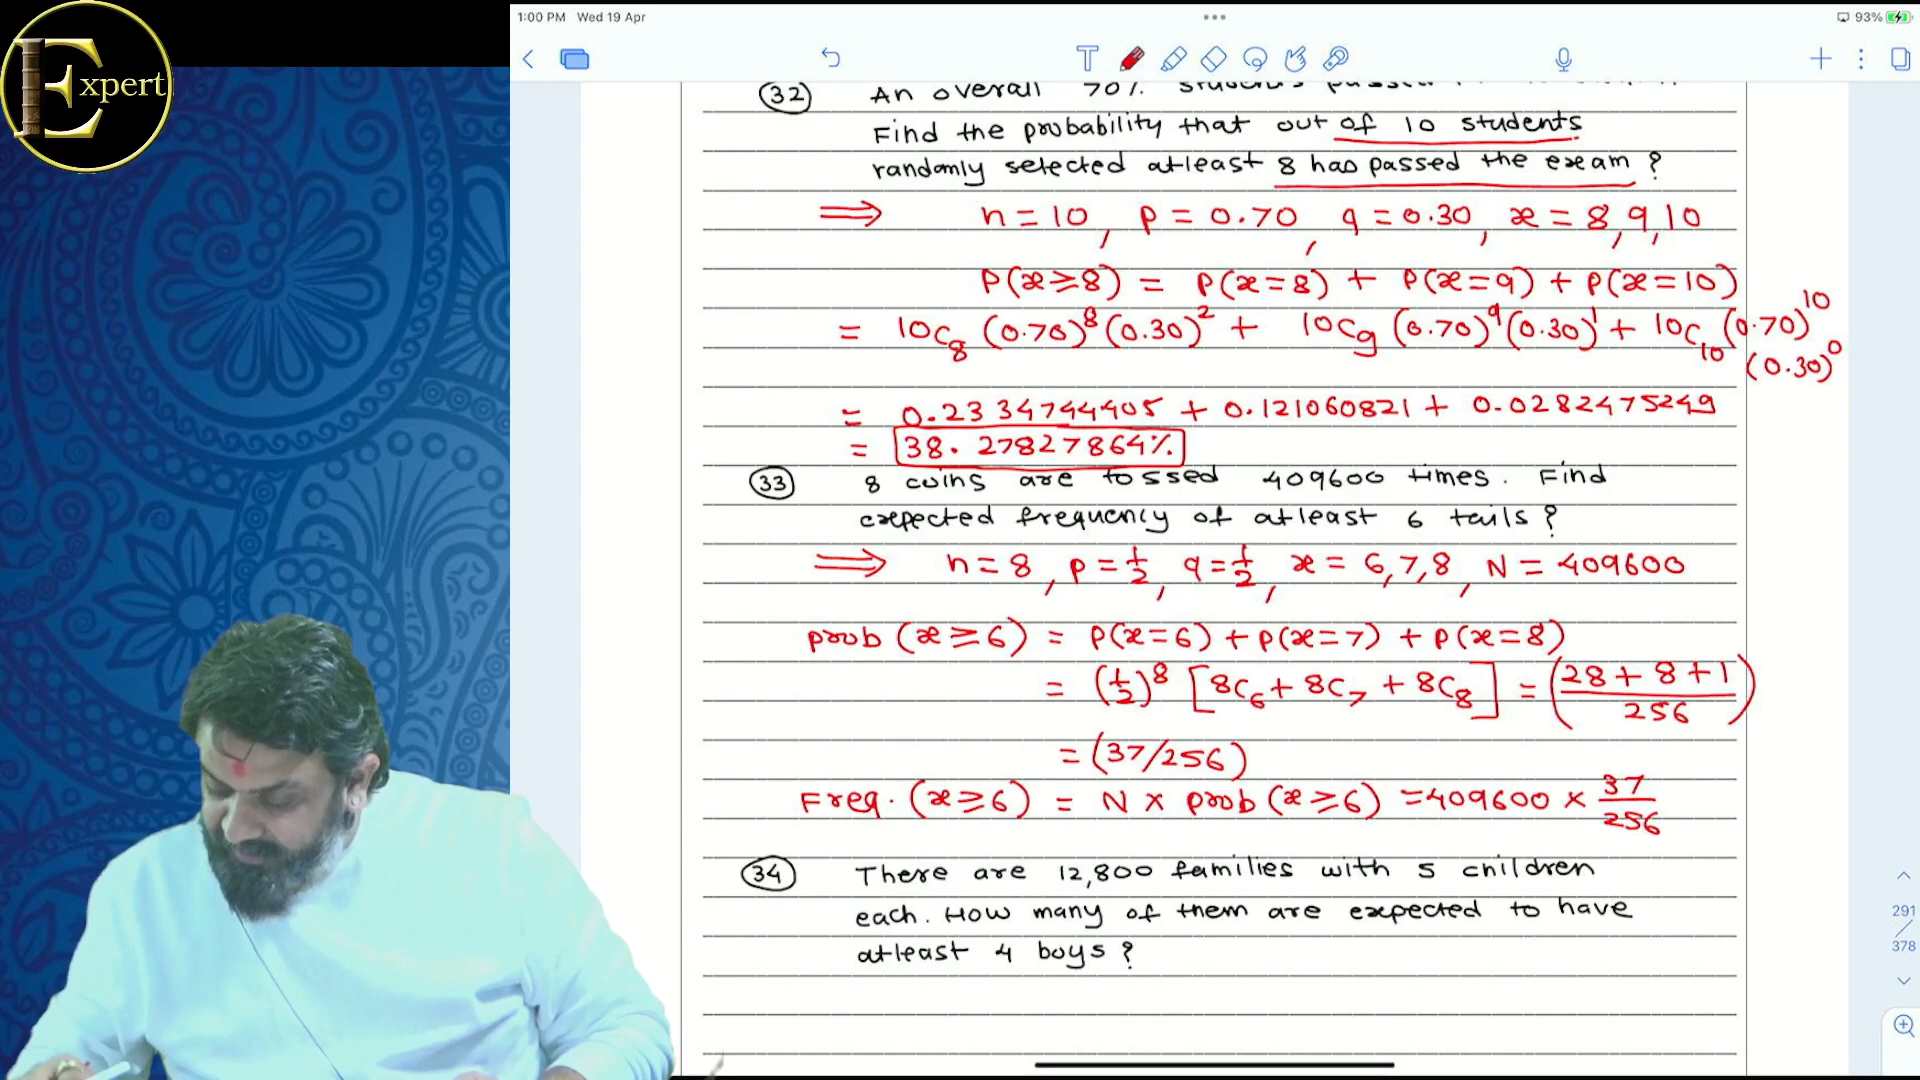 Expert
1:00 PM Wed 19 Apr
93%
32 An overall 70%. students passed
Find the probability that out of 10 students
randomly selected atleast 8 has passed the exam ?
⟹ n = 10, p = 0.70, q = 0.30, x = 8,9,10
P(x≥8) = P(x=8) + P(x=9) + P(x=10)
= 10C8 (0.70)^8 (0.30)^2 + 10C9 (0.70)^9 (0.30)^1 + 10C10 (0.70)^10 (0.30)^0
= 0.2334744405 + 0.121060821 + 0.0282475249
= 38.27827864%.
33 8 coins are tossed 409600 times. Find
expected frequency of atleast 6 tails ?
⟹ n = 8, p = 1/2, q = 1/2, x = 6,7,8, N = 409600
prob (x ≥ 6) = P(x=6) + P(x=7) + P(x=8)
= (1/2)^8 [8C6 + 8C7 + 8C8] = (28 + 8 + 1 / 256)
= (37/256)
Freq. (x≥6) = N × prob (x≥6) = 409600 × 37/256
34 There are 12,800 families with 5 children
each. How many of them are expected to have
atleast 4 boys ?
291
378